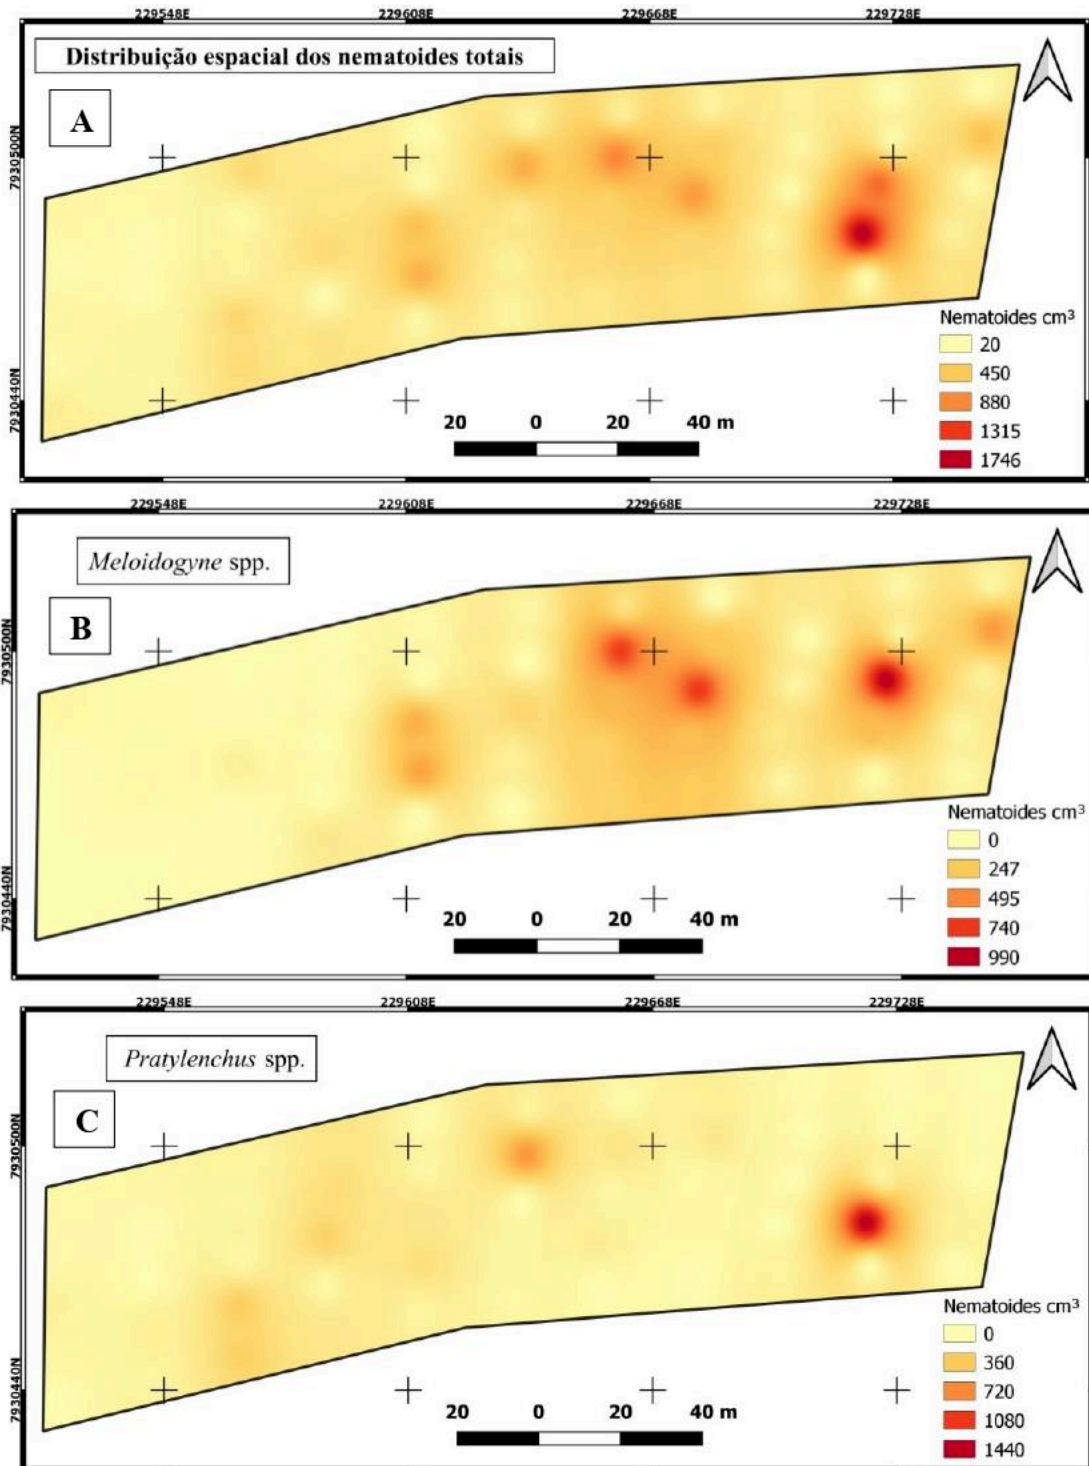 229548E 229608E 229668E 229728E
Distribuição espacial dos nematoides totais
A
7930500N
7930440N
20 0 20 40 m
Nematoides cm³
20
450
880
1315
1746
229548E 229608E 229668E 229728E
Meloidogyne spp.
B
7930500N
7930440N
20 0 20 40 m
Nematoides cm³
0
247
495
740
990
229548E 229608E 229668E 229728E
Pratylenchus spp.
C
7930500N
7930440N
20 0 20 40 m
Nematoides cm³
0
360
720
1080
1440